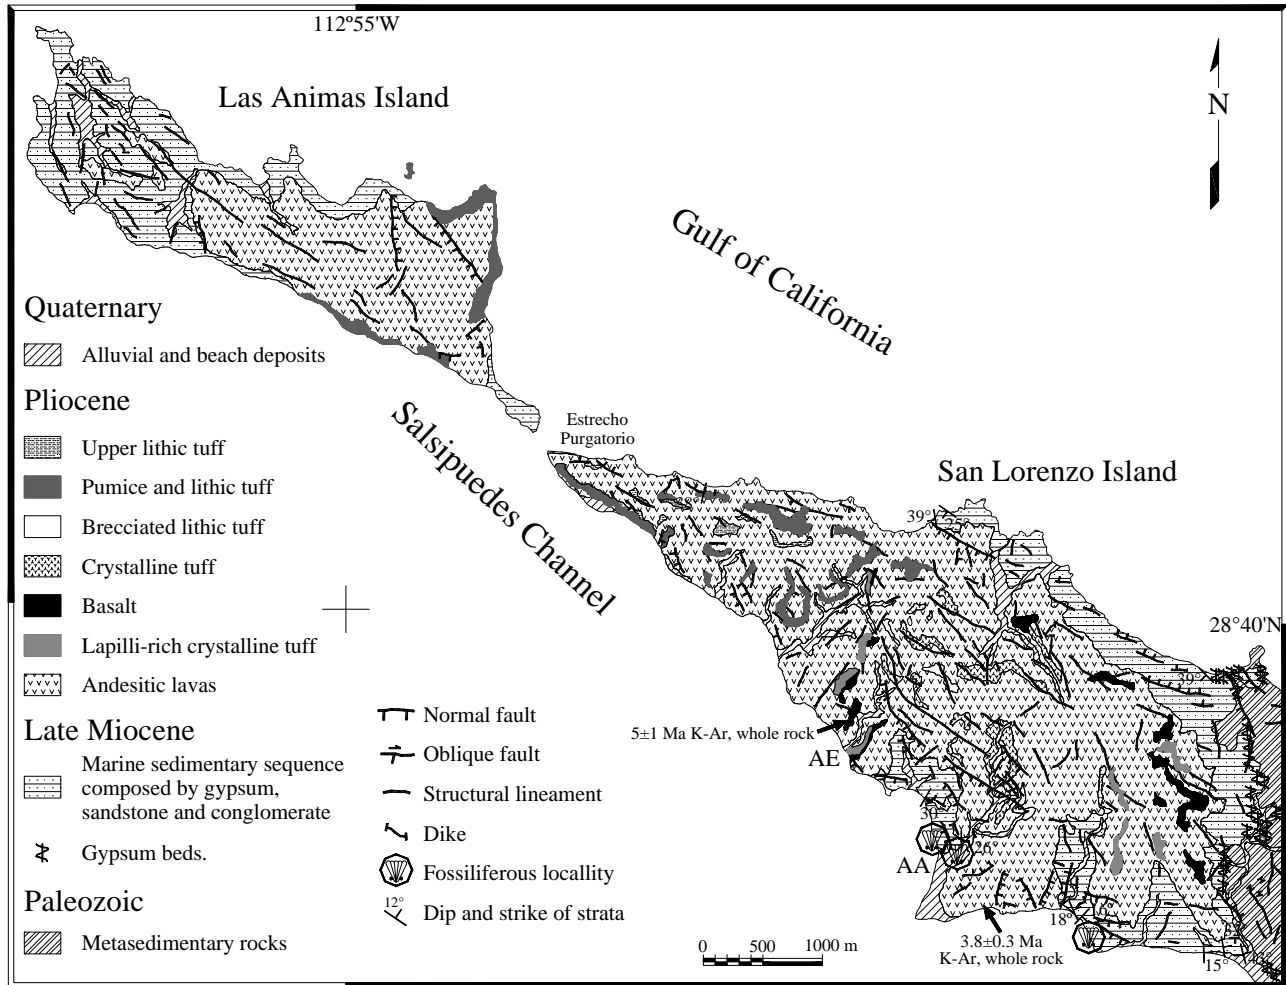 112°55'W
Las Animas Island
N
Gulf of California
Quaternary
Alluvial and beach deposits
Pliocene
Upper lithic tuff
Pumice and lithic tuff
Brecciated lithic tuff
Crystalline tuff
Basalt
Lapilli-rich crystalline tuff
Andesitic lavas
Late Miocene
Marine sedimentary sequence
composed by gypsum,
sandstone and conglomerate
Gypsum beds.
Paleozoic
Metasedimentary rocks
Salsipuedes Channel
Estrecho
Purgatorio
San Lorenzo Island
39°
25°
28°40'N
39°
Normal fault
Oblique fault
Structural lineament
Dike
Fossiliferous locallity
12°
Dip and strike of strata
5±1 Ma K-Ar, whole rock
AE
30°
26°
AA
18°
3.8±0.3 Ma
K-Ar, whole rock
0 500 1000 m
15°